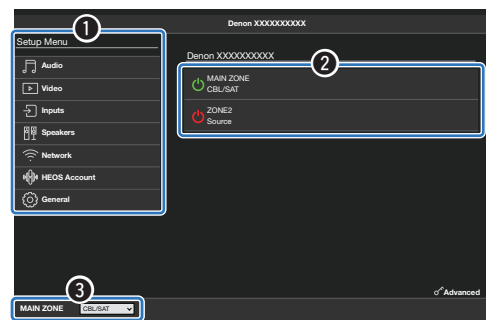 Denon XXXXXXXXXX
1
Setup Menu
Audio
Video
Inputs
Speakers
Network
HEOS Account
General
Denon XXXXXXXXXX
2
MAIN ZONE
CBL/SAT
ZONE2
Source
3
Advanced
MAIN ZONE CBL/SAT